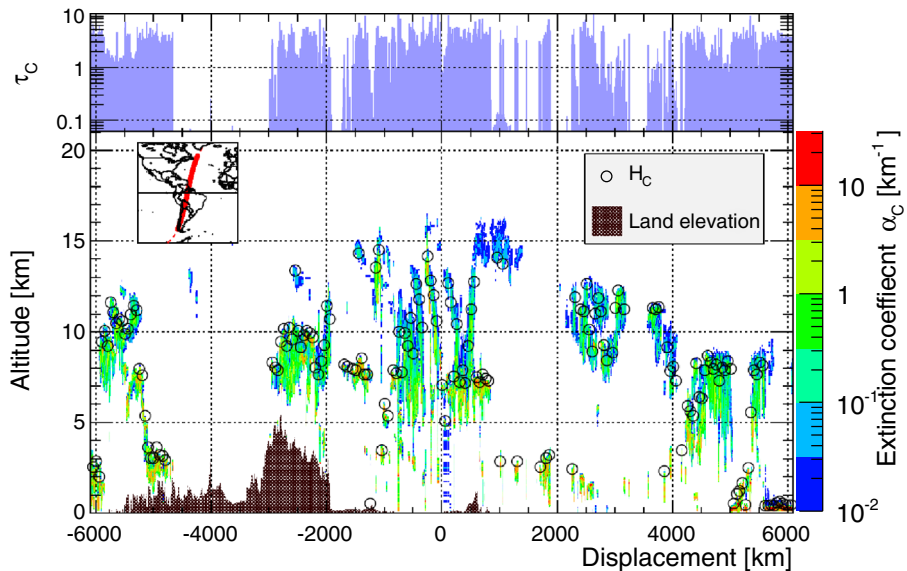 10
1
0.1
τC
20
15
10
5
0
Altitude [km]
HC
Land elevation
10
1
10-1
10-2
Extinction coeffiecnt αC [km-1]
-6000 -4000 -2000 0 2000 4000 6000
Displacement [km]